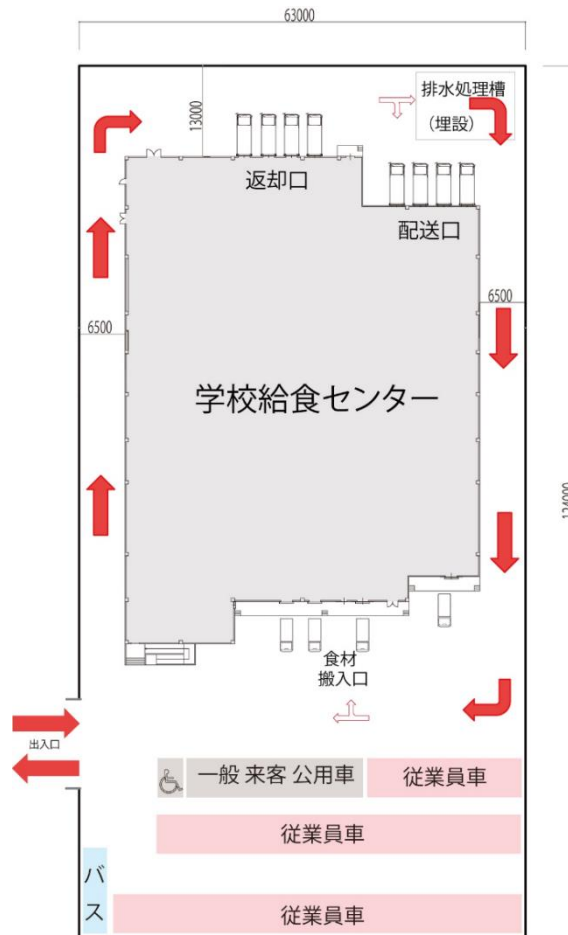 63000
排水処理槽
（埋設）
13000
返却口
配送口
6500
6500
学校給食センター
124000
食材
搬入口
出入口
一般 来客 公用車
従業員車
従業員車
バス
従業員車